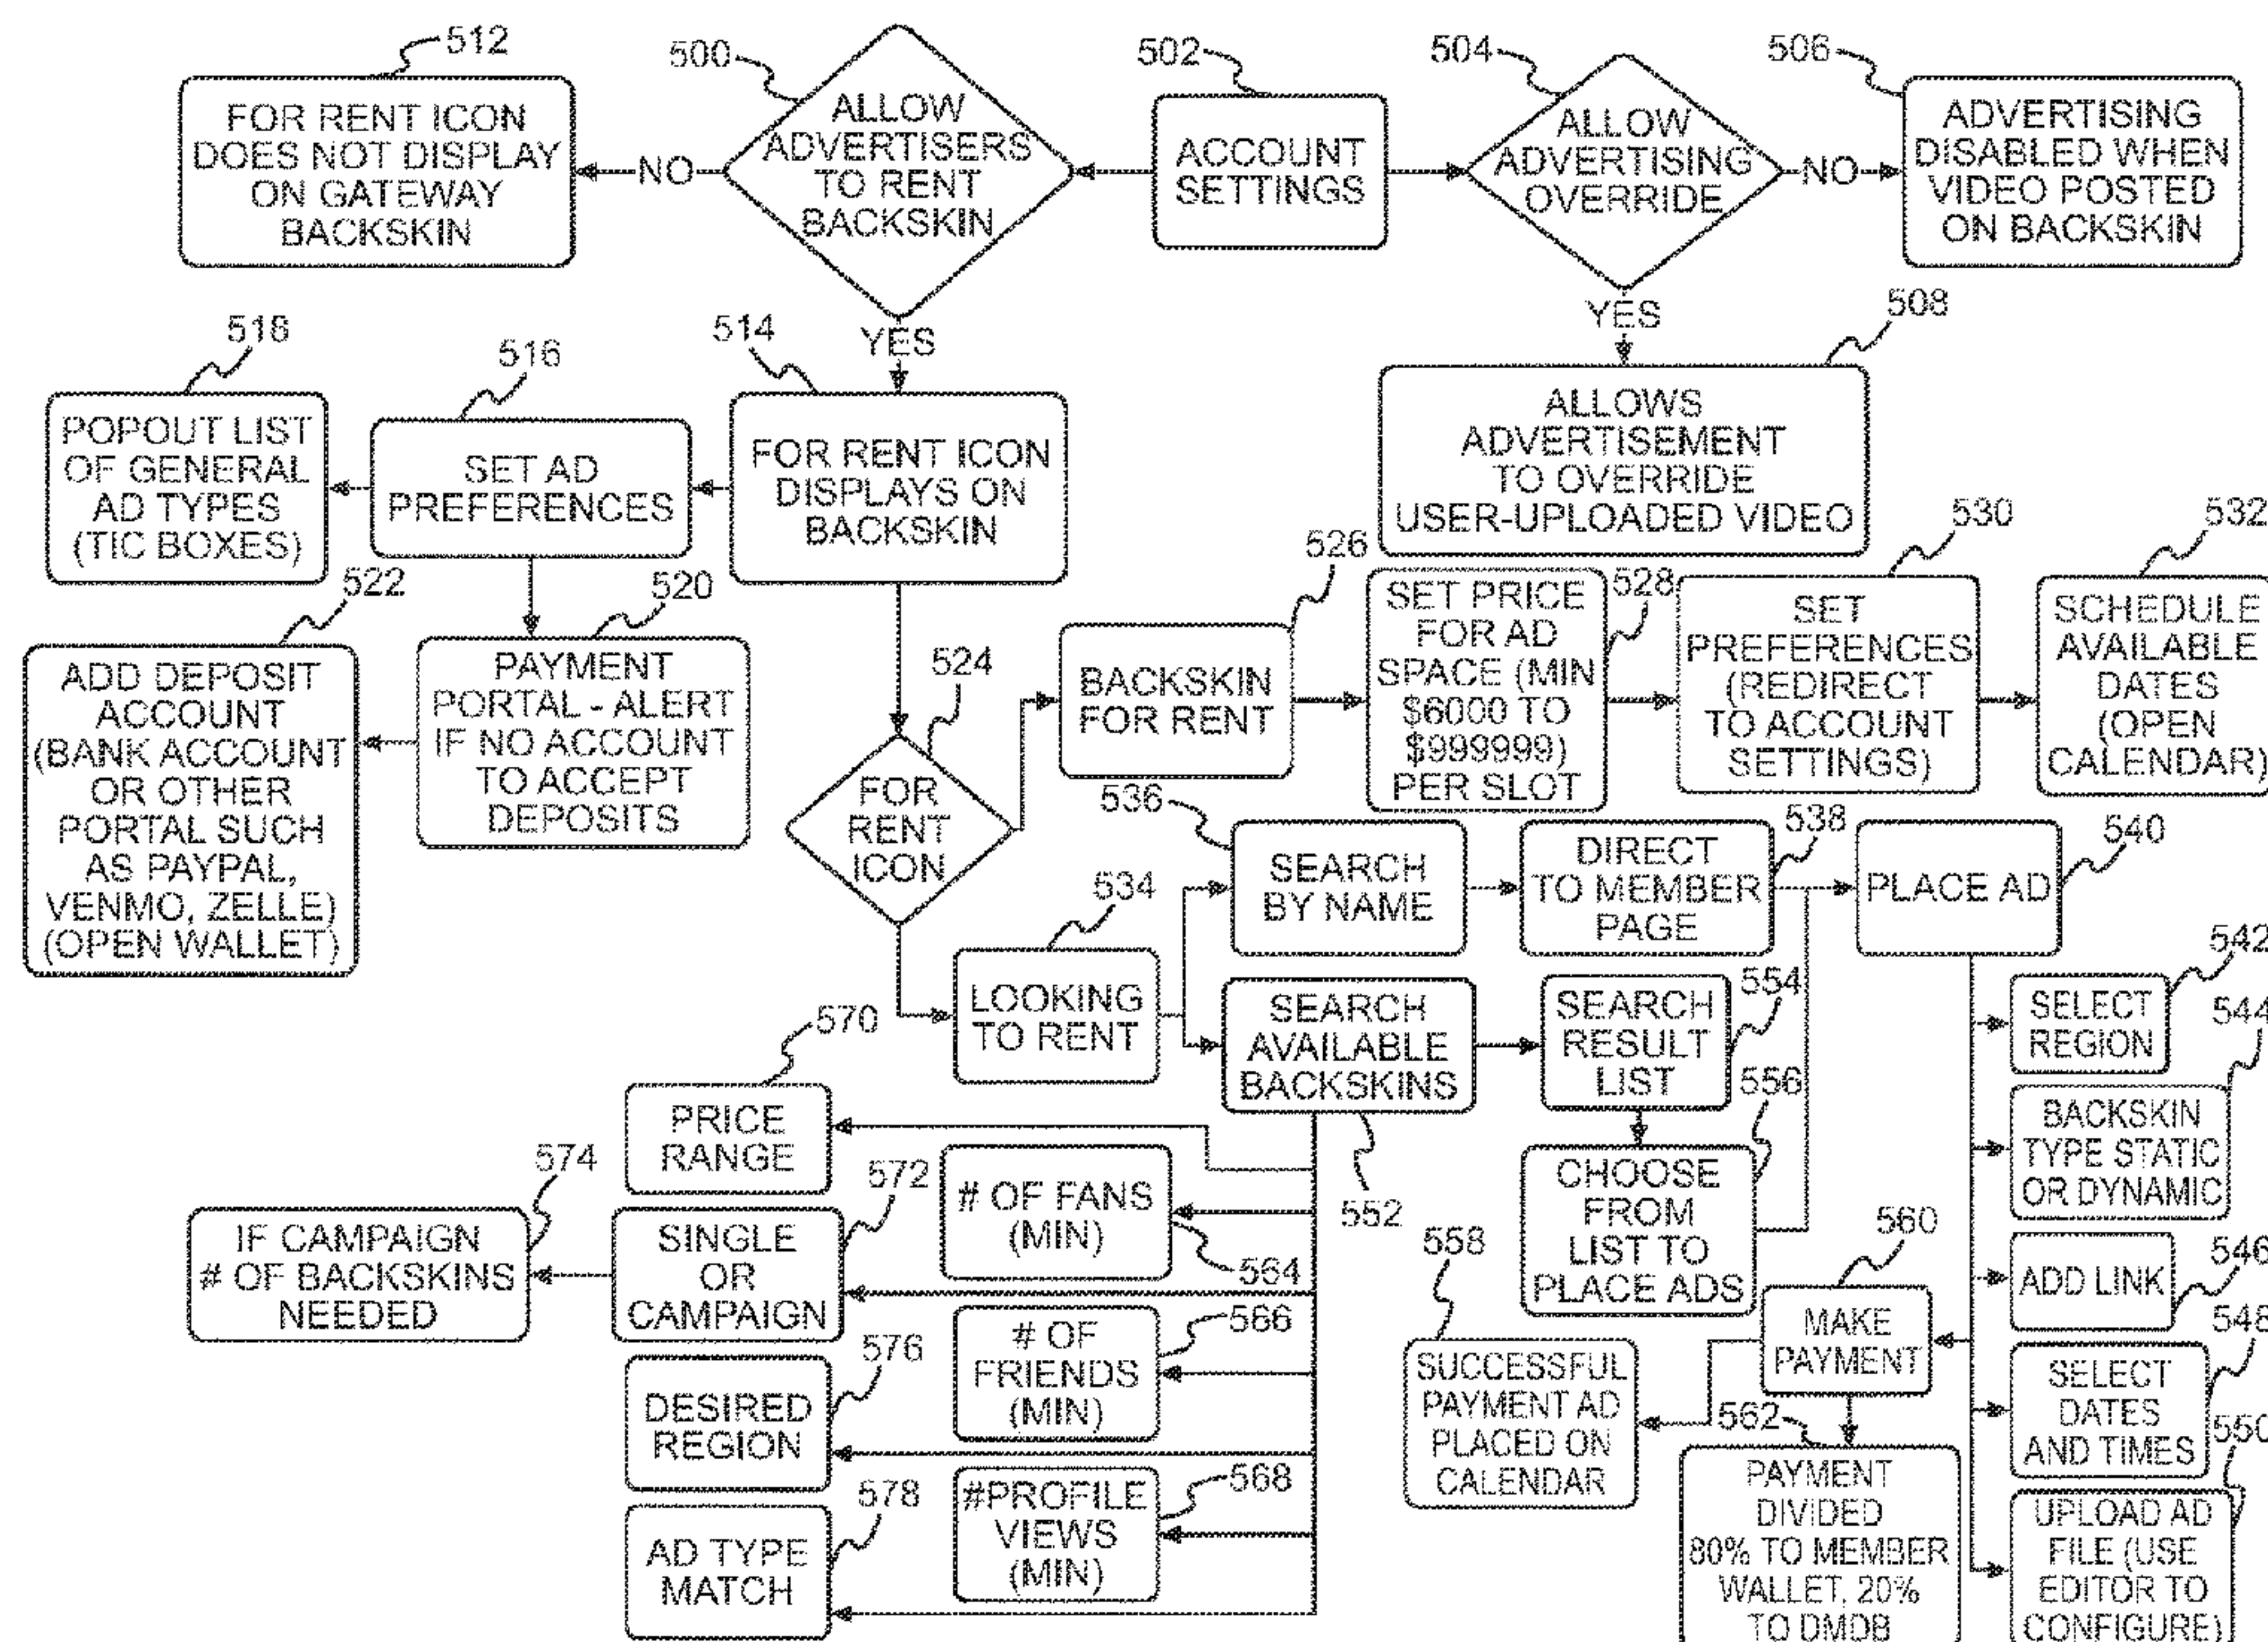 512
FOR RENT ICON
DOES NOT DISPLAY
ON GATEWAY
BACKSKIN
NO
500
ALLOW
ADVERTISERS
TO RENT
BACKSKIN
YES
502
ACCOUNT
SETTINGS
504
ALLOW
ADVERTISING
OVERRIDE
NO
YES
506
ADVERTISING
DISABLED WHEN
VIDEO POSTED
ON BACKSKIN
508
ALLOWS
ADVERTISEMENT
TO OVERRIDE
USER-UPLOADED VIDEO
518
POPOUT LIST
OF GENERAL
AD TYPES
(TIC BOXES)
516
SET AD
PREFERENCES
514
FOR RENT ICON
DISPLAYS ON
BACKSKIN
522
ADD DEPOSIT
ACCOUNT
(BANK ACCOUNT
OR OTHER
PORTAL SUCH
AS PAYPAL,
VENMO, ZELLE)
(OPEN WALLET)
520
PAYMENT
PORTAL - ALERT
IF NO ACCOUNT
TO ACCEPT
DEPOSITS
524
FOR
RENT
ICON
526
BACKSKIN
FOR RENT
528
SET PRICE
FOR AD
SPACE (MIN
$6000 TO
$999999)
PER SLOT
530
SET
PREFERENCES
(REDIRECT
TO ACCOUNT
SETTINGS)
532
SCHEDULE
AVAILABLE
DATES
(OPEN
CALENDAR)
534
LOOKING
TO RENT
536
SEARCH
BY NAME
538
DIRECT
TO MEMBER
PAGE
540
PLACE AD
552
SEARCH
AVAILABLE
BACKSKINS
554
SEARCH
RESULT
LIST
556
CHOOSE
FROM
LIST TO
PLACE ADS
542
SELECT
REGION
544
BACKSKIN
TYPE STATIC
OR DYNAMIC
546
ADD LINK
548
SELECT
DATES
AND TIMES
550
UPLOAD AD
FILE (USE
EDITOR TO
CONFIGURE)
560
MAKE
PAYMENT
558
SUCCESSFUL
PAYMENT AD
PLACED ON
CALENDAR
562
PAYMENT
DIVIDED
80% TO MEMBER
WALLET, 20%
TO DMDB
570
PRICE
RANGE
564
# OF FANS
(MIN)
572
SINGLE
OR
CAMPAIGN
574
IF CAMPAIGN
# OF BACKSKINS
NEEDED
566
# OF
FRIENDS
(MIN)
576
DESIRED
REGION
568
#PROFILE
VIEWS
(MIN)
578
AD TYPE
MATCH